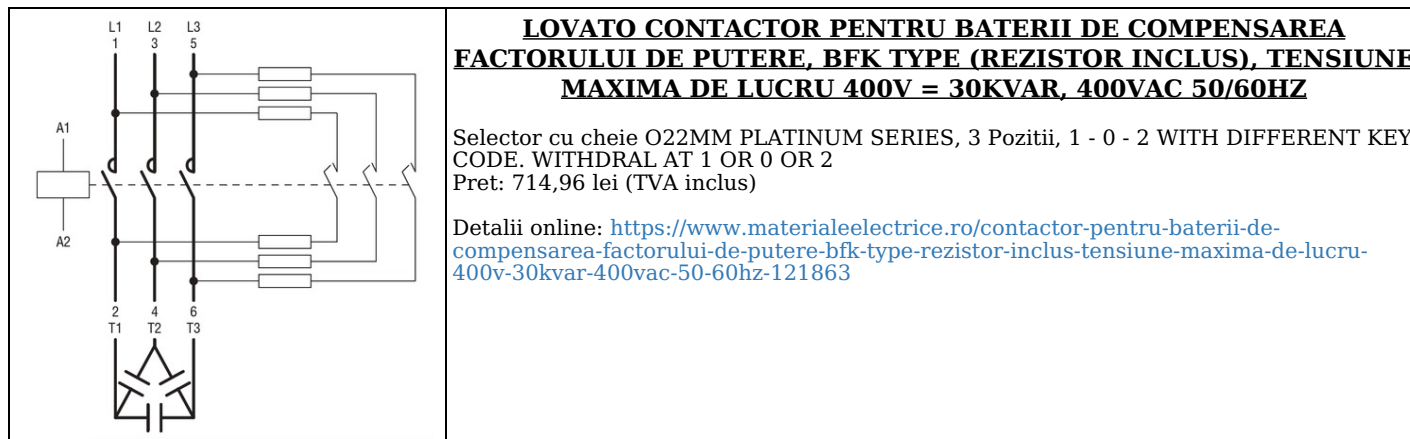 L1 L2 L3
1 3 5
A1
A2
2 4 6
T1 T2 T3
LOVATO CONTACTOR PENTRU BATERII DE COMPENSAREA
FACTORULUI DE PUTERE, BFK TYPE (REZISTOR INCLUS), TENSIUNE
MAXIMA DE LUCRU 400V = 30KVAR, 400VAC 50/60HZ
Selector cu cheie O22MM PLATINUM SERIES, 3 Pozitii, 1 - 0 - 2 WITH DIFFERENT KEY
CODE. WITHDRAL AT 1 OR 0 OR 2
Pret: 714,96 lei (TVA inclus)
Detalii online: https://www.materialeelectrice.ro/contactor-pentru-baterii-de-
compensarea-factorului-de-putere-bfk-type-rezistor-inclus-tensiune-maxima-de-lucru-
400v-30kvar-400vac-50-60hz-121863